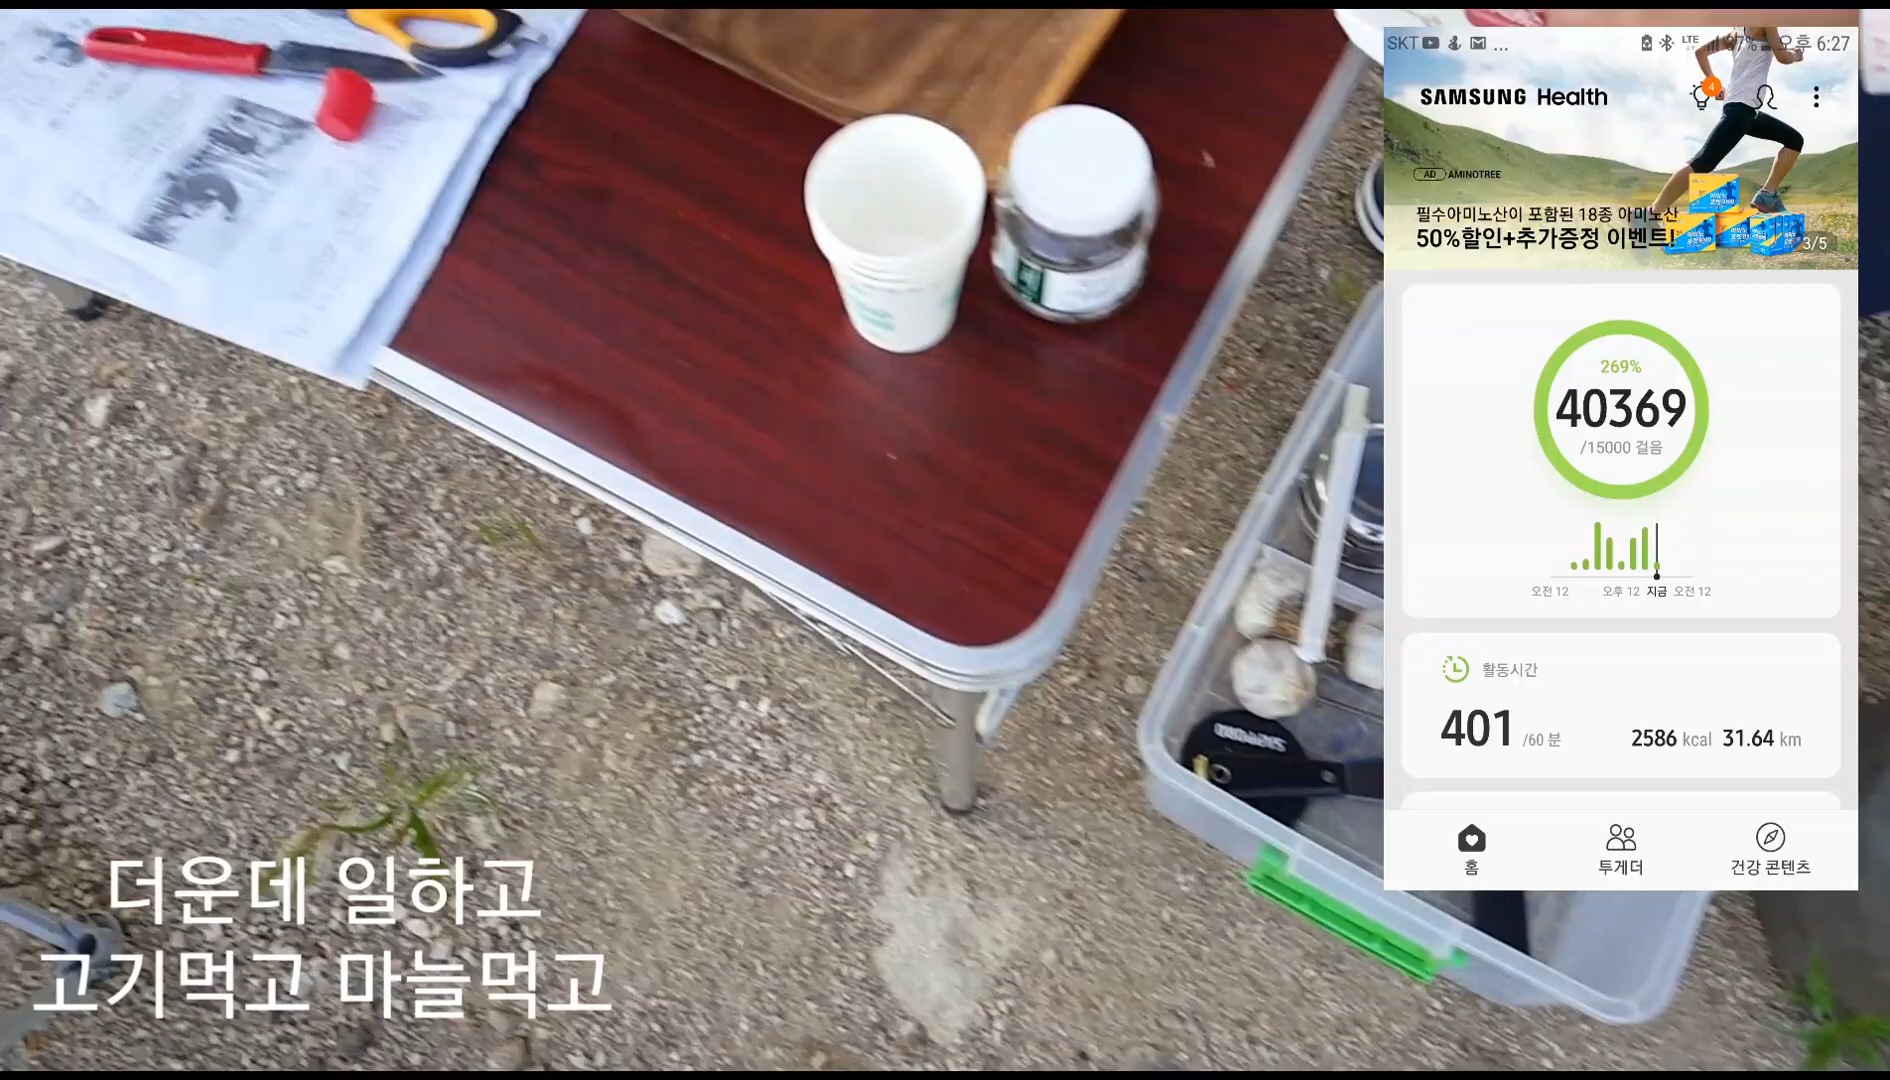 SKT ... LTE 오후 6:27
SAMSUNG Health
4
AD AMINOTREE
필수아미노산이 포함된 18종 아미노산
50%할인+추가증정 이벤트!
3/5
269%
40369
/15000 걸음
오전 12 오후 12 지금 오전 12
활동시간
401 /60 분 2586 kcal 31.64 km
홈 투게더 건강 콘텐츠
더운데 일하고
고기먹고 마늘먹고